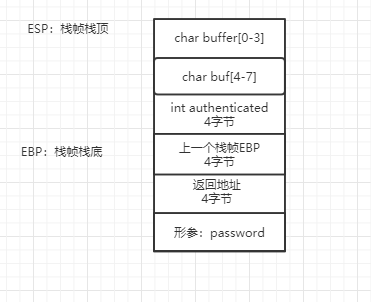 ESP：栈帧栈顶
char buffer[0-3]
char buf[4-7]
int authenticated
4字节
EBP：栈帧栈底
上一个栈帧EBP
4字节
返回地址
4字节
形参：password